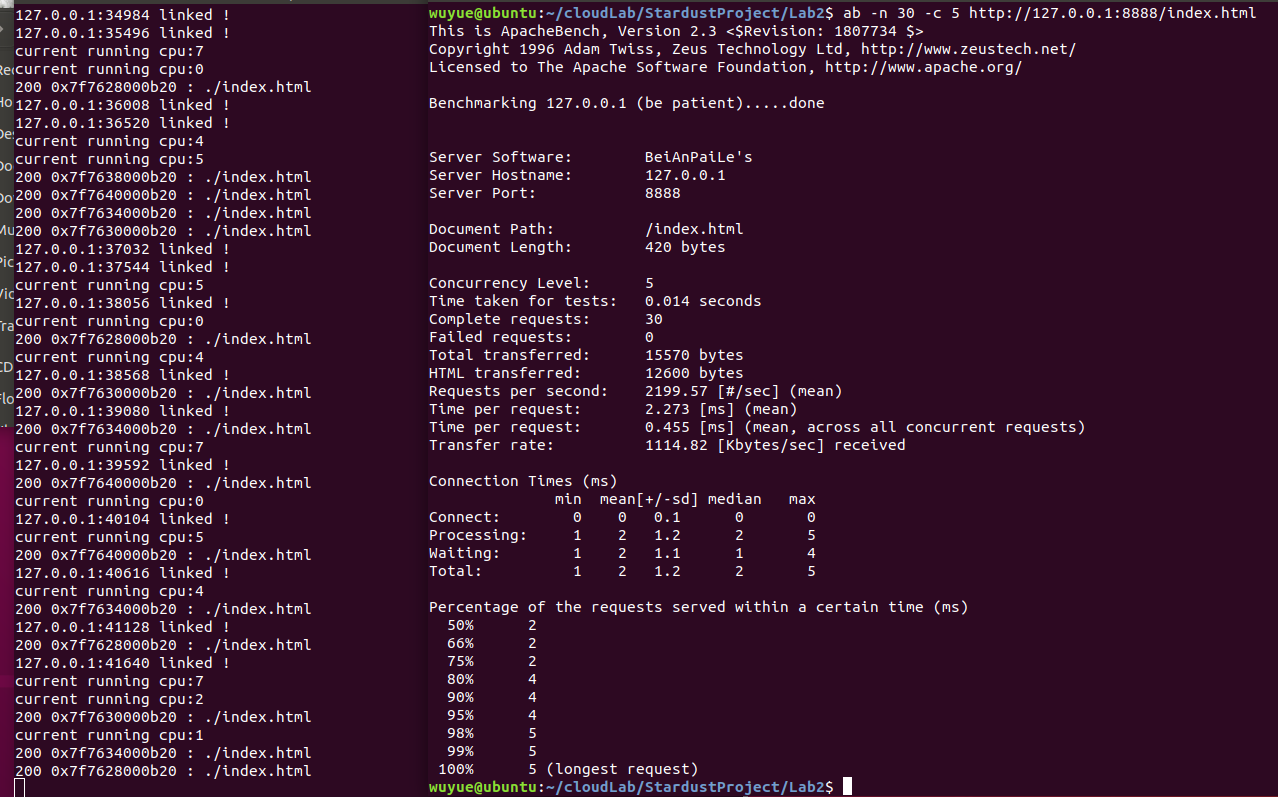 127.0.0.1:34984 linked !
127.0.0.1:35496 linked !
current running cpu:7
current running cpu:0
200 0x7f7628000b20 : ./index.html
127.0.0.1:36008 linked !
127.0.0.1:36520 linked !
current running cpu:4
current running cpu:5
200 0x7f7638000b20 : ./index.html
200 0x7f7640000b20 : ./index.html
200 0x7f7634000b20 : ./index.html
200 0x7f7630000b20 : ./index.html
127.0.0.1:37032 linked !
127.0.0.1:37544 linked !
current running cpu:5
127.0.0.1:38056 linked !
current running cpu:0
200 0x7f7628000b20 : ./index.html
current running cpu:4
127.0.0.1:38568 linked !
200 0x7f7630000b20 : ./index.html
127.0.0.1:39080 linked !
200 0x7f7634000b20 : ./index.html
current running cpu:7
127.0.0.1:39592 linked !
200 0x7f7640000b20 : ./index.html
current running cpu:0
127.0.0.1:40104 linked !
current running cpu:5
200 0x7f7640000b20 : ./index.html
127.0.0.1:40616 linked !
current running cpu:4
200 0x7f7634000b20 : ./index.html
127.0.0.1:41128 linked !
200 0x7f7628000b20 : ./index.html
127.0.0.1:41640 linked !
current running cpu:7
current running cpu:2
200 0x7f7630000b20 : ./index.html
current running cpu:1
200 0x7f7634000b20 : ./index.html
200 0x7f7628000b20 : ./index.html
wuyue@ubuntu:~/cloudLab/StardustProject/Lab2$ ab -n 30 -c 5 http://127.0.0.1:8888/index.html
This is ApacheBench, Version 2.3 <$Revision: 1807734 $>
Copyright 1996 Adam Twiss, Zeus Technology Ltd, http://www.zeustech.net/
Licensed to The Apache Software Foundation, http://www.apache.org/
Benchmarking 127.0.0.1 (be patient).....done
Server Software:        BeiAnPaiLe's
Server Hostname:        127.0.0.1
Server Port:            8888
Document Path:          /index.html
Document Length:        420 bytes
Concurrency Level:      5
Time taken for tests:   0.014 seconds
Complete requests:      30
Failed requests:        0
Total transferred:      15570 bytes
HTML transferred:       12600 bytes
Requests per second:    2199.57 [#/sec] (mean)
Time per request:       2.273 [ms] (mean)
Time per request:       0.455 [ms] (mean, across all concurrent requests)
Transfer rate:          1114.82 [Kbytes/sec] received
Connection Times (ms)
              min  mean[+/-sd] median   max
Connect:        0    0   0.1      0       0
Processing:     1    2   1.2      2       5
Waiting:        1    2   1.1      1       4
Total:          1    2   1.2      2       5
Percentage of the requests served within a certain time (ms)
  50%      2
  66%      2
  75%      2
  80%      4
  90%      4
  95%      4
  98%      5
  99%      5
 100%      5 (longest request)
wuyue@ubuntu:~/cloudLab/StardustProject/Lab2$